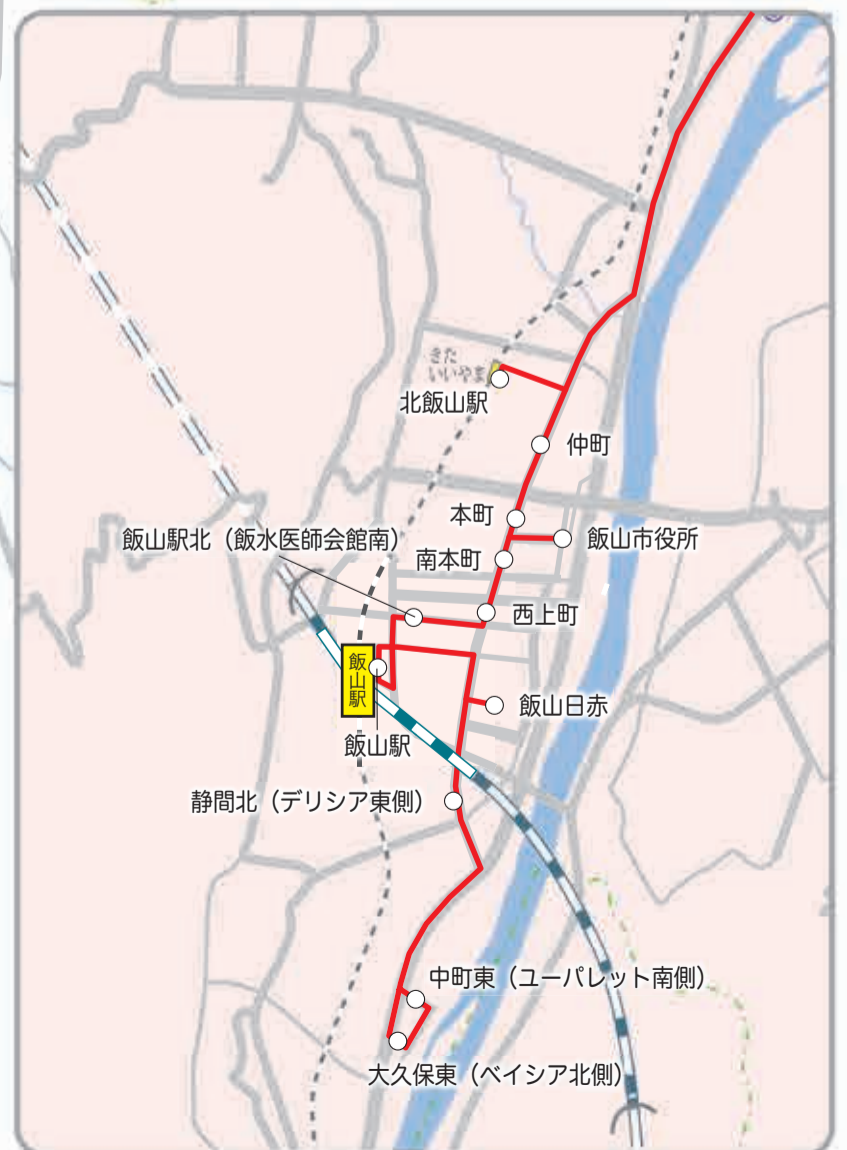 きた
いいやま
北飯山駅
仲町
本町
飯山駅北（飯水医師会館南）
飯山市役所
南本町
西上町
飯山駅
飯山日赤
飯山駅
静間北（デリシア東側）
中町東（ユーパレット南側）
大久保東（ベイシア北側）